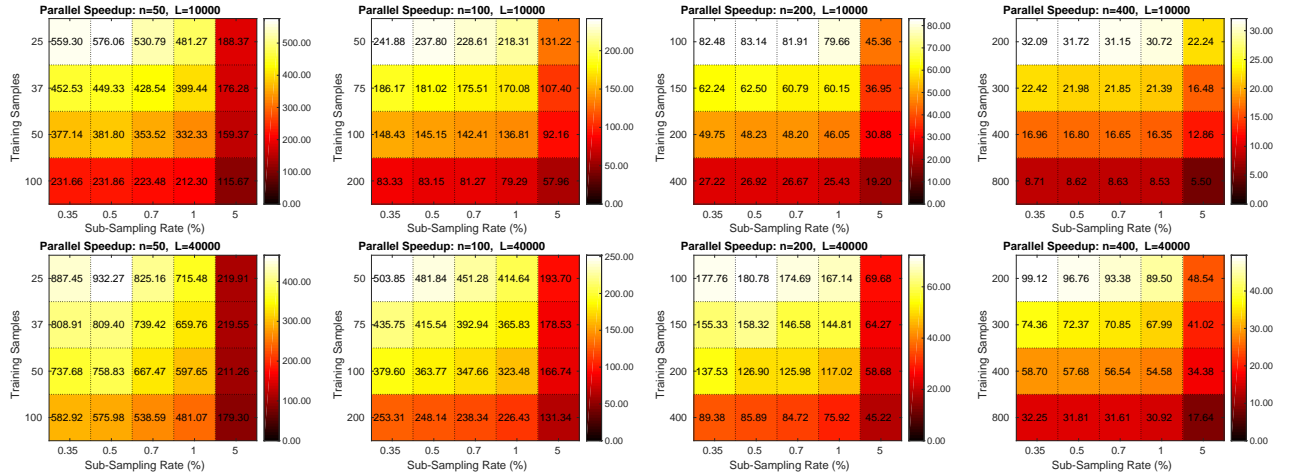 Parallel Speedup: n=50, L=10000
Training Samples
25 559.30 576.06 530.79 481.27 188.37
37 452.53 449.33 428.54 399.44 176.28
50 377.14 381.80 353.52 332.33 159.37
100 231.66 231.86 223.48 212.30 115.67
0.35 0.5 0.7 1 5
Sub-Sampling Rate (%)
500.00
400.00
300.00
200.00
100.00
0.00
Parallel Speedup: n=100, L=10000
Training Samples
50 241.88 237.80 228.61 218.31 131.22
75 186.17 181.02 175.51 170.08 107.40
100 148.43 145.15 142.41 136.81 92.16
200 83.33 83.15 81.27 79.29 57.96
0.35 0.5 0.7 1 5
Sub-Sampling Rate (%)
200.00
150.00
100.00
50.00
0.00
Parallel Speedup: n=200, L=10000
Training Samples
100 82.48 83.14 81.91 79.66 45.36
150 62.24 62.50 60.79 60.15 36.95
200 49.75 48.23 48.20 46.05 30.88
400 27.22 26.92 26.67 25.43 19.20
0.35 0.5 0.7 1 5
Sub-Sampling Rate (%)
80.00
70.00
60.00
50.00
40.00
30.00
20.00
10.00
0.00
Parallel Speedup: n=400, L=10000
Training Samples
200 32.09 31.72 31.15 30.72 22.24
300 22.42 21.98 21.85 21.39 16.48
400 16.96 16.80 16.65 16.35 12.86
800 8.71 8.62 8.63 8.53 5.50
0.35 0.5 0.7 1 5
Sub-Sampling Rate (%)
30.00
25.00
20.00
15.00
10.00
5.00
0.00
Parallel Speedup: n=50, L=40000
Training Samples
25 887.45 932.27 825.16 715.48 219.91
37 808.91 809.40 739.42 659.76 219.55
50 737.68 758.83 667.47 597.65 211.26
100 582.92 575.98 538.59 481.07 179.30
0.35 0.5 0.7 1 5
Sub-Sampling Rate (%)
400.00
300.00
200.00
100.00
0.00
Parallel Speedup: n=100, L=40000
Training Samples
50 503.85 481.84 451.28 414.64 193.70
75 435.75 415.54 392.94 365.83 178.53
100 379.60 363.77 347.66 323.48 166.74
200 253.31 248.14 238.34 226.43 131.34
0.35 0.5 0.7 1 5
Sub-Sampling Rate (%)
250.00
200.00
150.00
100.00
50.00
0.00
Parallel Speedup: n=200, L=40000
Training Samples
100 177.76 180.78 174.69 167.14 69.68
150 155.33 158.32 146.58 144.81 64.27
200 137.53 126.90 125.98 117.02 58.68
400 89.38 85.89 84.72 75.92 45.22
0.35 0.5 0.7 1 5
Sub-Sampling Rate (%)
60.00
40.00
20.00
0.00
Parallel Speedup: n=400, L=40000
Training Samples
200 99.12 96.76 93.38 89.50 48.54
300 74.36 72.37 70.85 67.99 41.02
400 58.70 57.68 56.54 54.58 34.38
800 32.25 31.81 31.61 30.92 17.64
0.35 0.5 0.7 1 5
Sub-Sampling Rate (%)
40.00
30.00
20.00
10.00
0.00